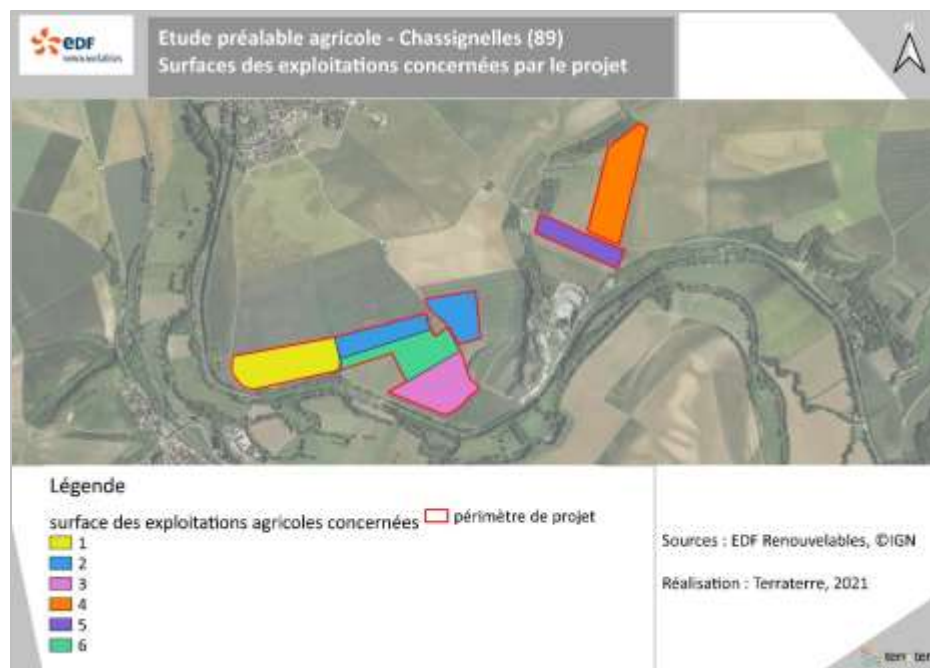 eDF
renouvelables
Etude préalable agricole - Chassignelles (89)
Surfaces des exploitations concernées par le projet
N
Légende
surface des exploitations agricoles concernées
périmètre de projet
1
2
3
4
5
6
Sources : EDF Renouvelables, ©IGN
Réalisation : Terraterre, 2021